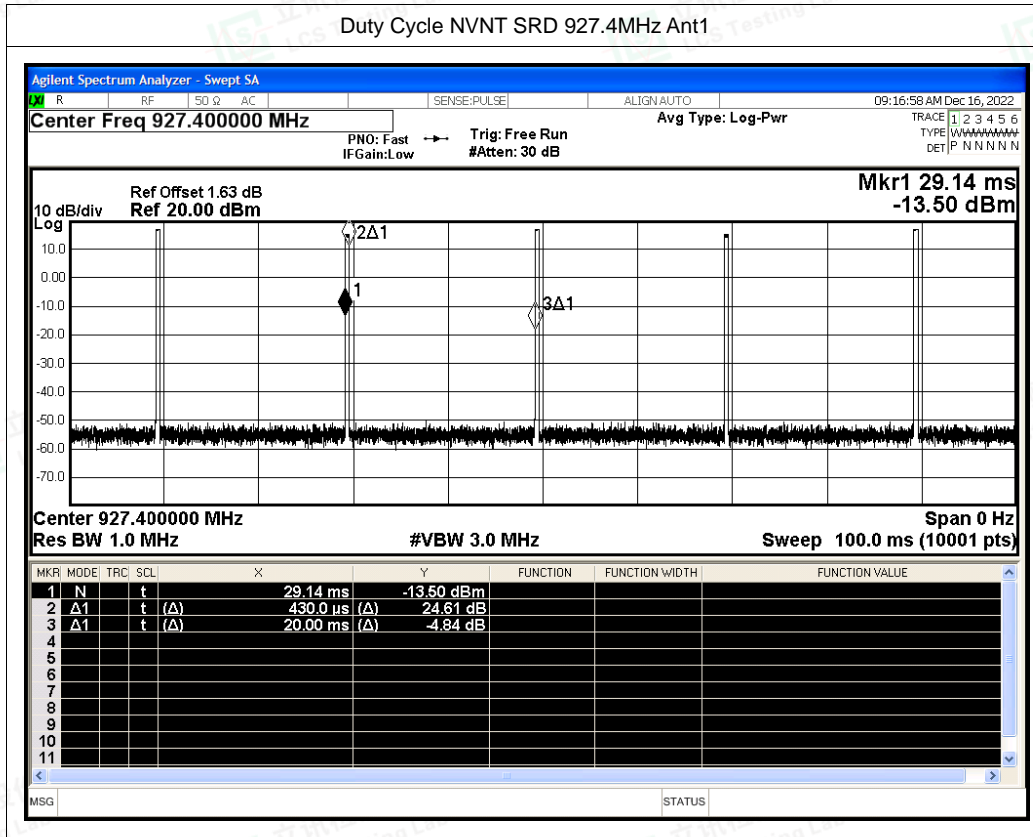 Duty Cycle NVNT SRD 927.4MHz Ant1
Agilent Spectrum Analyzer - Swept SA
LXI R RF 50 Ω AC SENSE:PULSE ALIGN AUTO 09:16:58 AM Dec 16, 2022
Center Freq 927.400000 MHz
PNO: Fast
IFGain:Low
Trig: Free Run
#Atten: 30 dB
Avg Type: Log-Pwr
TRACE 1 2 3 4 5 6
TYPE W
DET P N N N N N
Mkr1 29.14 ms
-13.50 dBm
Ref Offset 1.63 dB
10 dB/div Ref 20.00 dBm
Log
10.0
0.00
-10.0
-20.0
-30.0
-40.0
-50.0
-60.0
-70.0
2Δ1
1
3Δ1
Center 927.400000 MHz Span 0 Hz
Res BW 1.0 MHz #VBW 3.0 MHz Sweep 100.0 ms (10001 pts)
MKR MODE TRC SCL X Y FUNCTION FUNCTION WIDTH FUNCTION VALUE
1 N t 29.14 ms -13.50 dBm
2 Δ1 t (Δ) 430.0 μs (Δ) 24.61 dB
3 Δ1 t (Δ) 20.00 ms (Δ) -4.84 dB
4
5
6
7
8
9
10
11
MSG STATUS